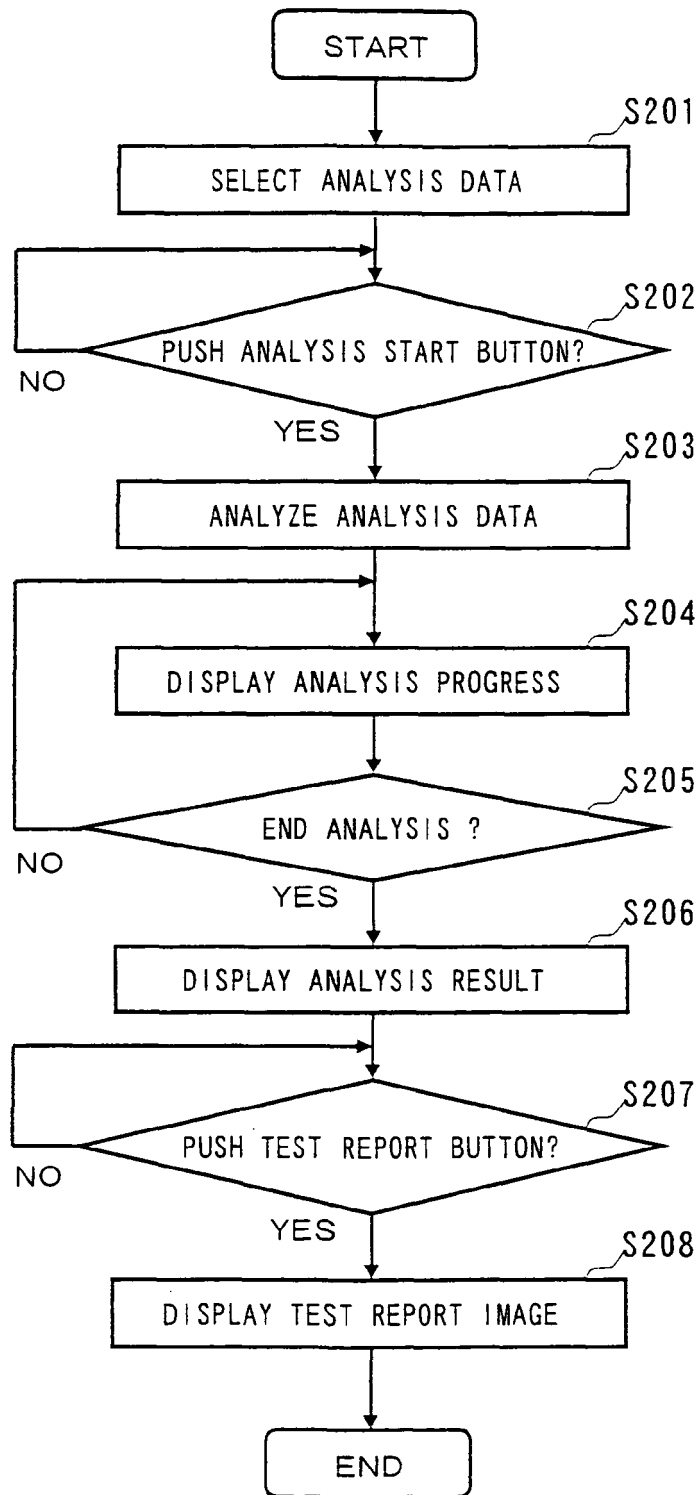 START
S201
SELECT ANALYSIS DATA
S202
PUSH ANALYSIS START BUTTON?
NO
YES
S203
ANALYZE ANALYSIS DATA
S204
DISPLAY ANALYSIS PROGRESS
S205
END ANALYSIS ?
NO
YES
S206
DISPLAY ANALYSIS RESULT
S207
PUSH TEST REPORT BUTTON?
NO
YES
S208
DISPLAY TEST REPORT IMAGE
END